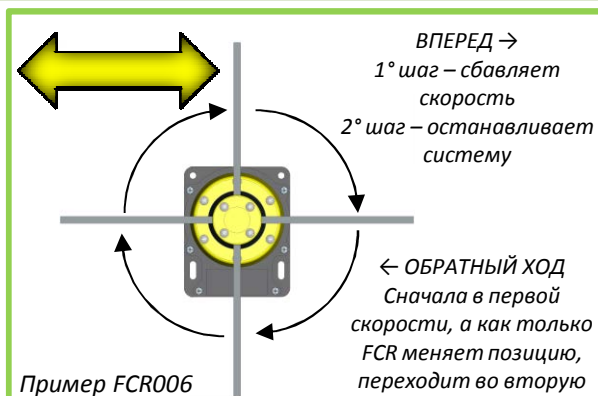 ВПЕРЕД →
1° шаг – сбавляет
скорость
2° шаг – останавливает
систему
← ОБРАТНЫЙ ХОД
Сначала в первой
скорости, а как только
FCR меняет позицию,
переходит во вторую
Пример FCR006